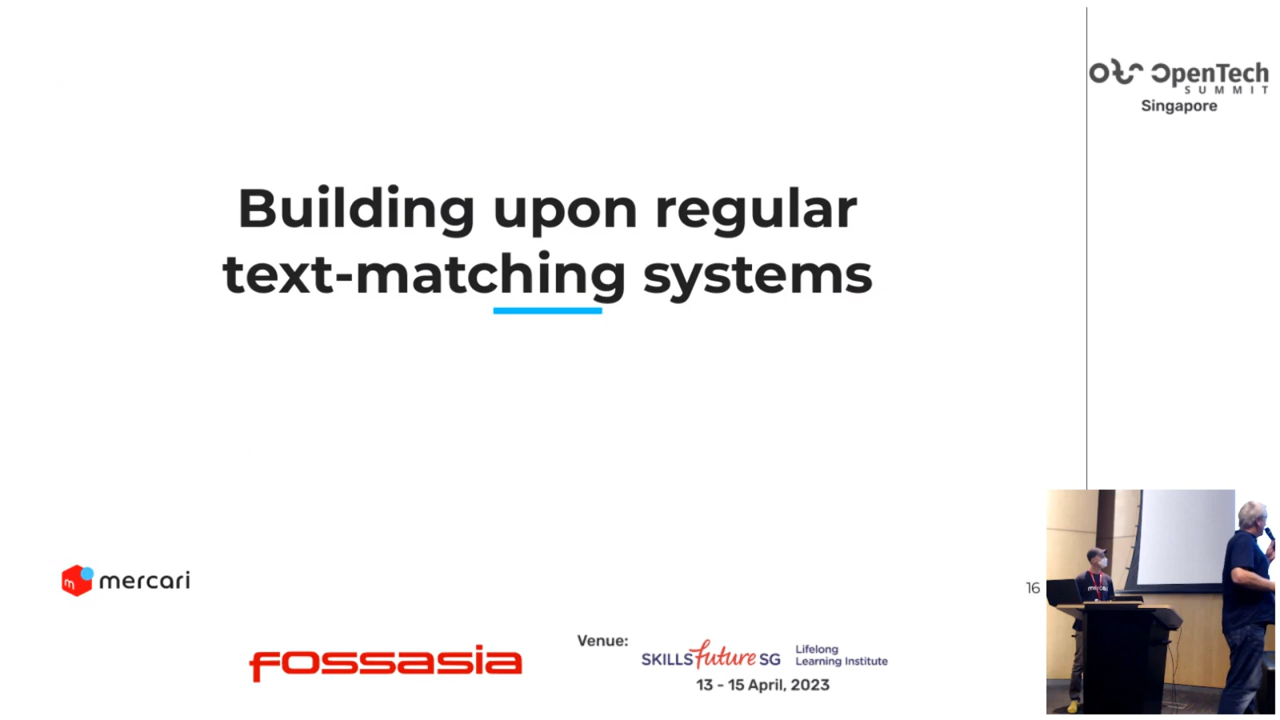 OpenTech
SUMMIT
Singapore
Building upon regular
text-matching systems
mercari
16
fossasia
Venue:
SKILLS future SG
Lifelong
Learning Institute
13 - 15 April, 2023